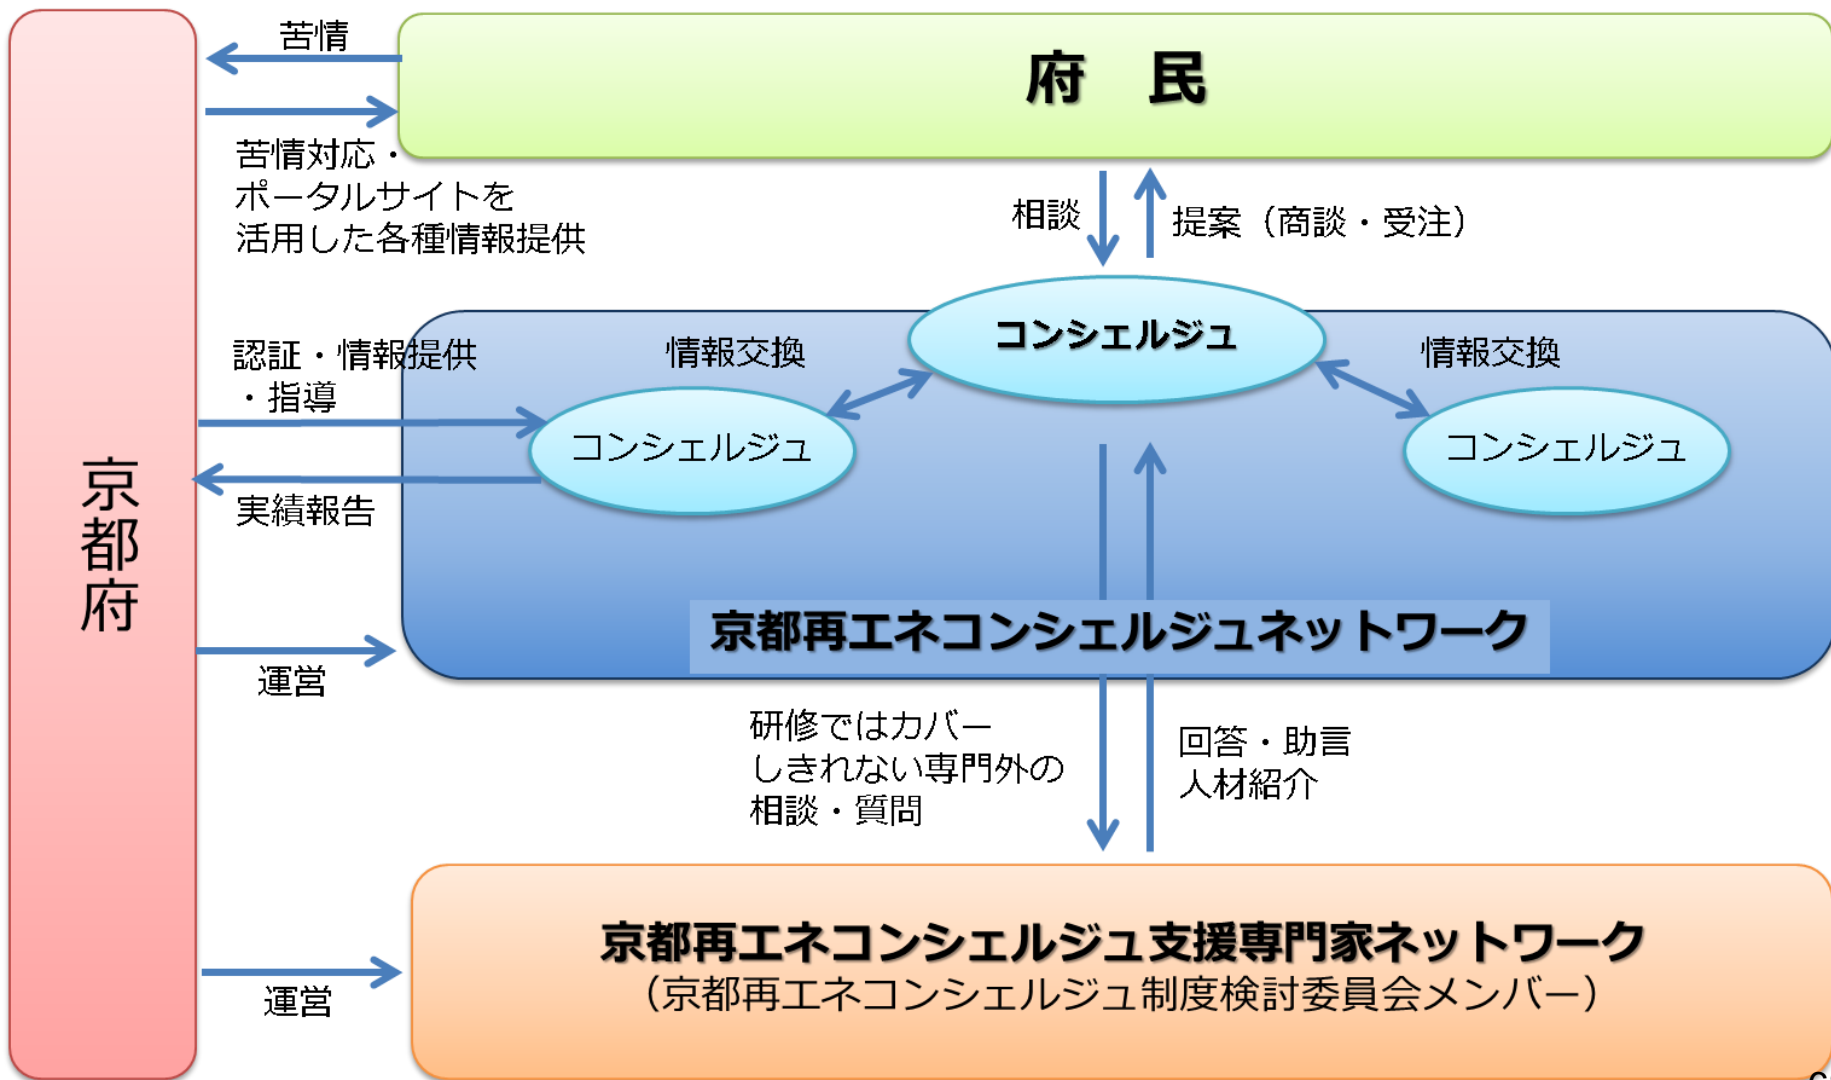 苦情
府　民
苦情対応・
ポータルサイトを
活用した各種情報提供
相談
提案（商談・受注）
コンシェルジュ
認証・情報提供
・指導
情報交換
情報交換
コンシェルジュ
コンシェルジュ
京都府
実績報告
京都再エネコンシェルジュネットワーク
運営
研修ではカバー
しきれない専門外の
相談・質問
回答・助言
人材紹介
京都再エネコンシェルジュ支援専門家ネットワーク
（京都再エネコンシェルジュ制度検討委員会メンバー）
運営